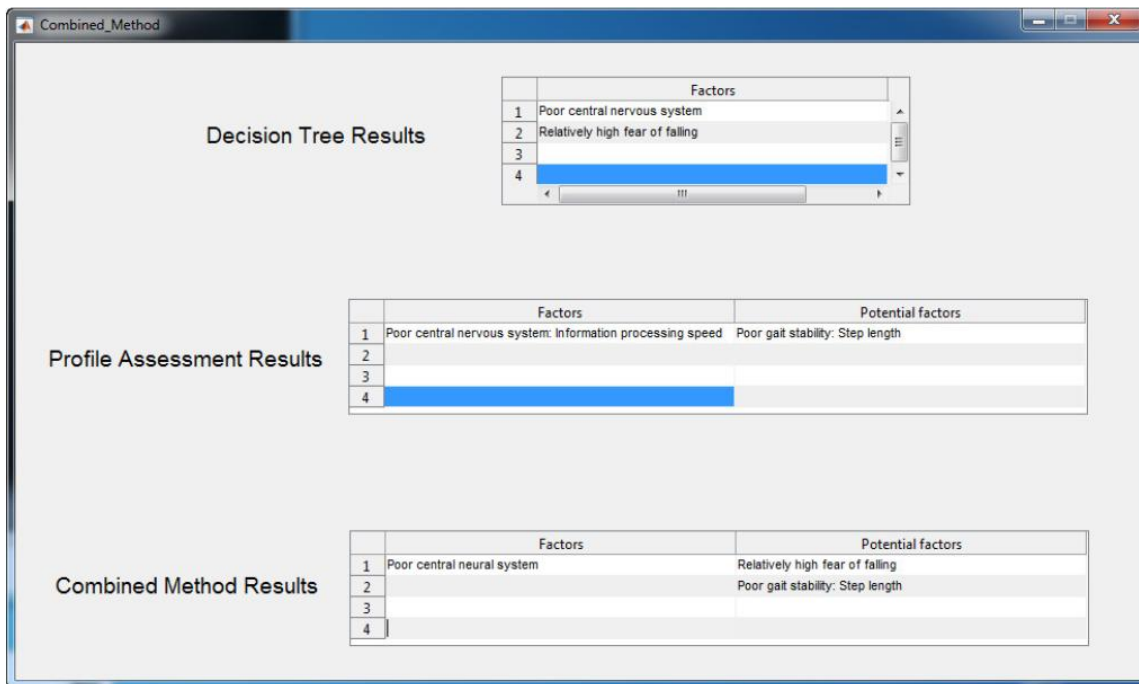 Combined_Method
Decision Tree Results
Factors
1 Poor central nervous system
2 Relatively high fear of falling
3
4
Profile Assessment Results
Factors Potential factors
1 Poor central nervous system: Information processing speed Poor gait stability: Step length
2
3
4
Combined Method Results
Factors Potential factors
1 Poor central neural system Relatively high fear of falling
2 Poor gait stability: Step length
3
4